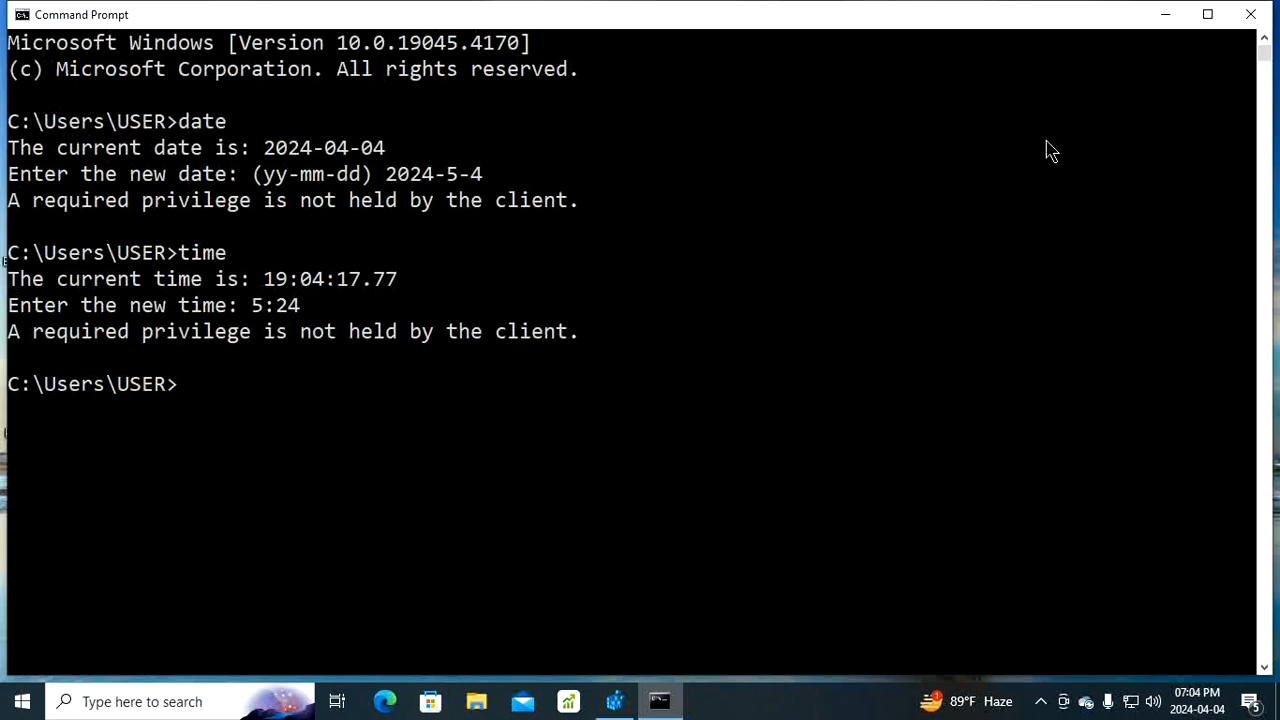 Command Prompt
Microsoft Windows [Version 10.0.19045.4170]
(c) Microsoft Corporation. All rights reserved.
C:\Users\USER>date
The current date is: 2024-04-04
Enter the new date: (yy-mm-dd) 2024-5-4
A required privilege is not held by the client.
C:\Users\USER>time
The current time is: 19:04:17.77
Enter the new time: 5:24
A required privilege is not held by the client.
C:\Users\USER>
Type here to search
1
89°F Haze
07:04 PM
2024-04-04
5